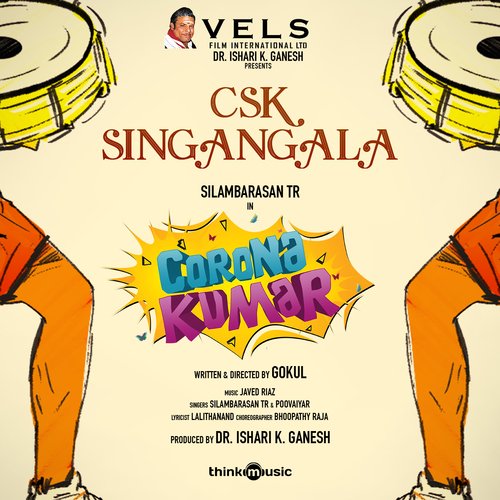 VELS
FILM INTERNATIONAL LTD
DR. ISHARI K. GANESH
PRESENTS
CSK
SINGANGALA
SILAMBARASAN TR
IN
CORONA
KUMAR
WRITTEN & DIRECTED BY GOKUL
MUSIC JAVED RIAZ
SINGERS SILAMBARASAN TR & POOVAIYAR
LYRICIST LALITHANAND CHOREOGRAPHER BHOOPATHY RAJA
PRODUCED BY DR. ISHARI K. GANESH
think music